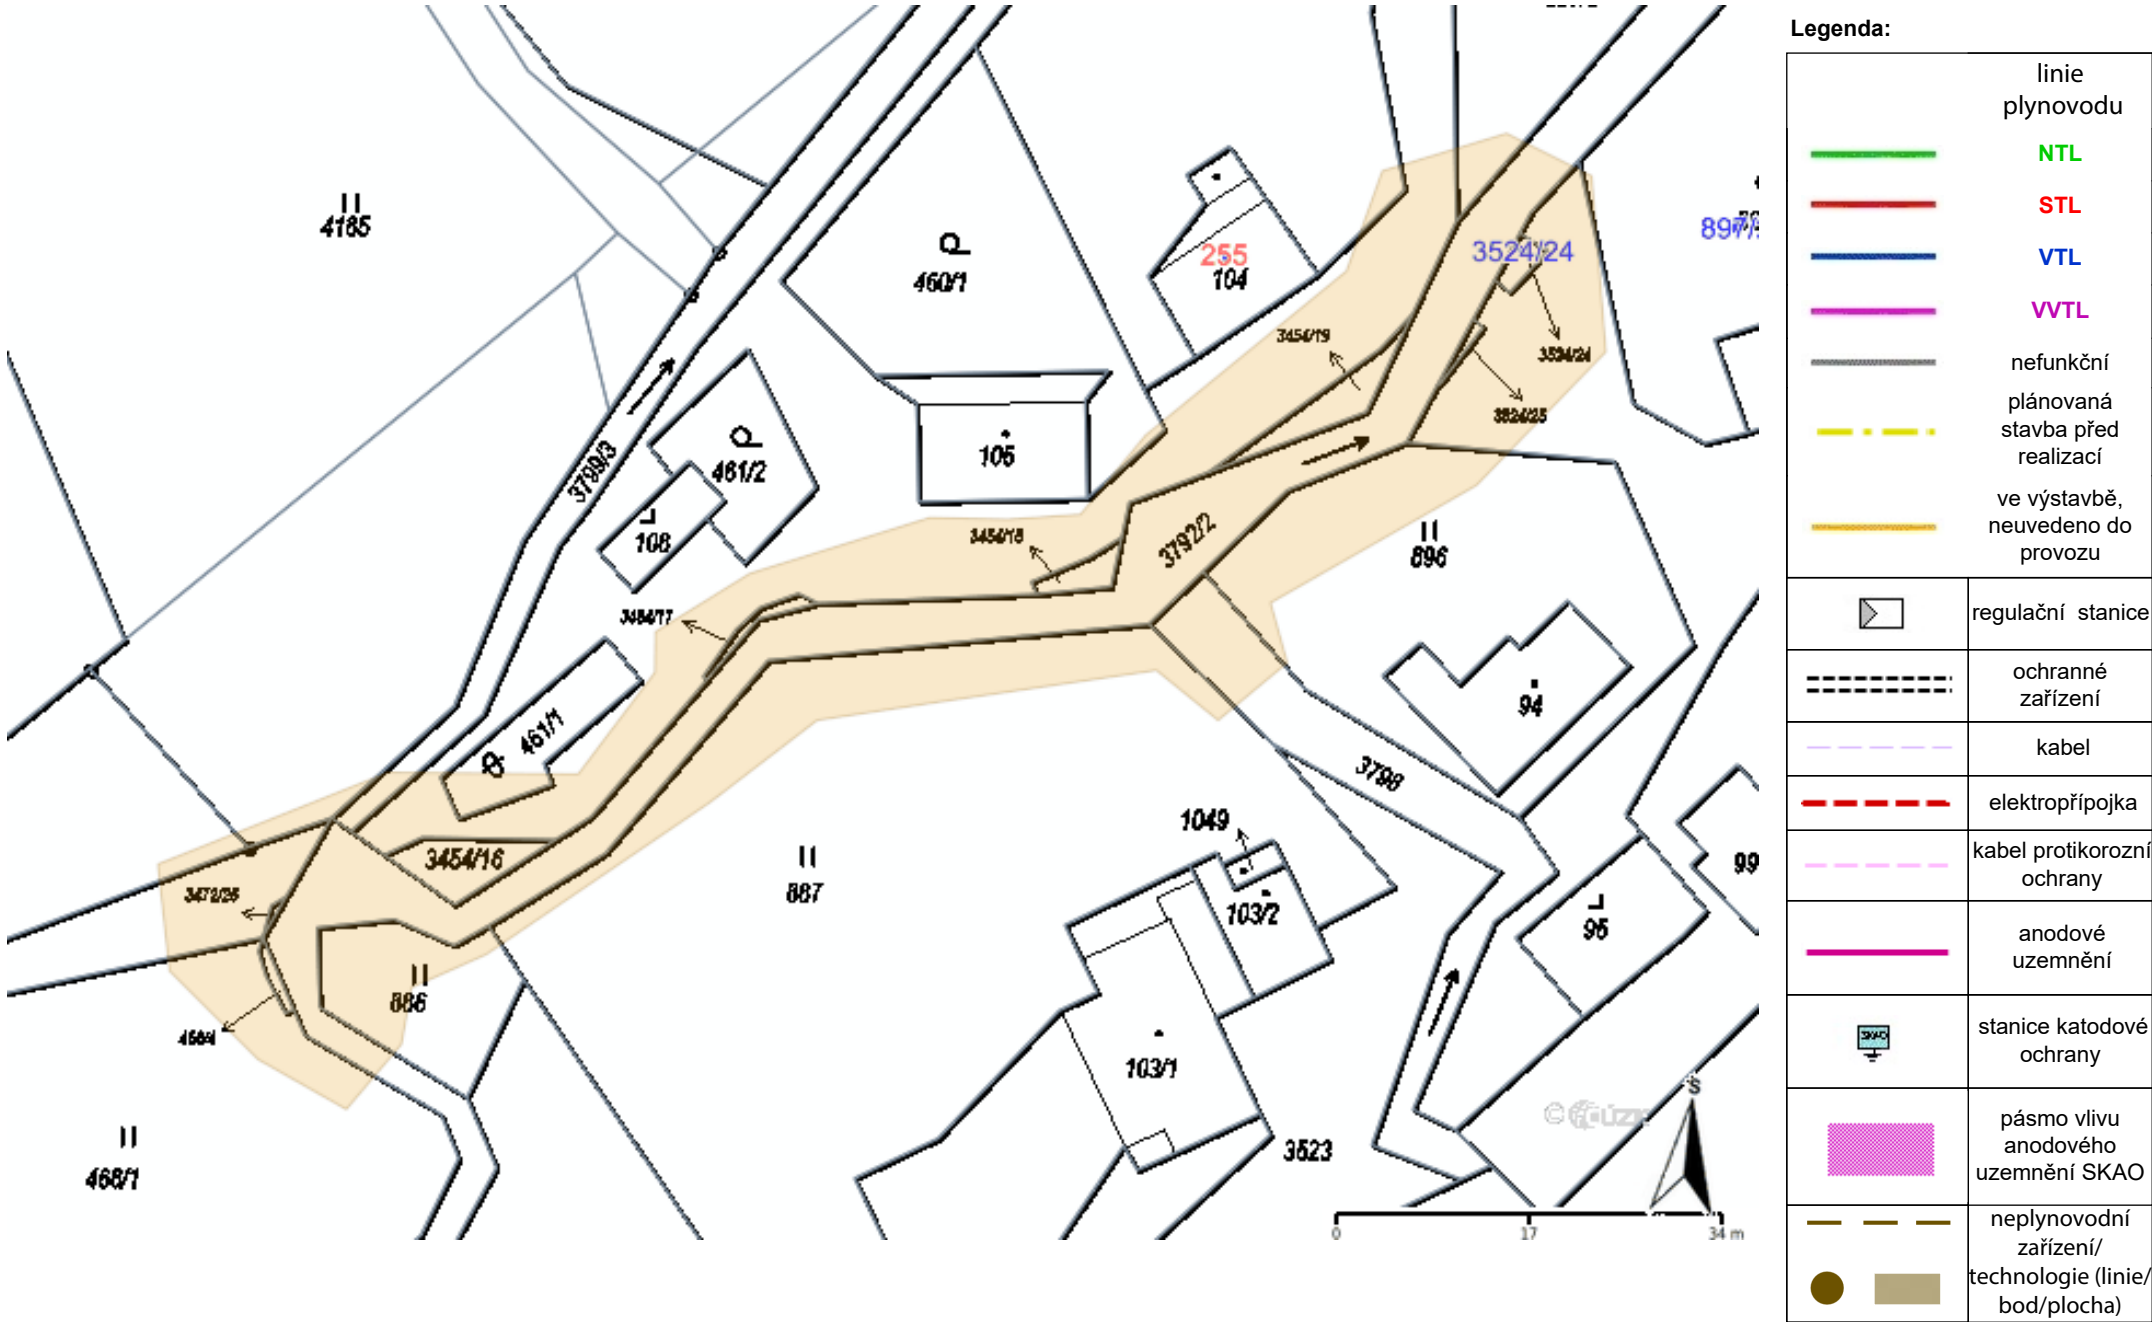 4185
460/1
255
104
3524/24
3454/19
3524/24
3524/25
3799/3
461/2
106
105
3454/18
3792/2
896
3454/17
461/1
94
3798
3454/16
887
1049
103/2
99
95
3472/26
886
468/4
103/1
468/1
3523
0 17 34 m
S
Legenda:
linie
plynovodu
NTL
STL
VTL
VVTL
nefunkční
plánovaná
stavba před
realizací
ve výstavbě,
neuvedeno do
provozu
regulační stanice
ochranné
zařízení
kabel
elektropřípojka
kabel protikorozní
ochrany
anodové
uzemnění
SKAO
stanice katodové
ochrany
pásmo vlivu
anodového
uzemnění SKAO
neplynovodní
zařízení/
technologie (linie/
bod/plocha)